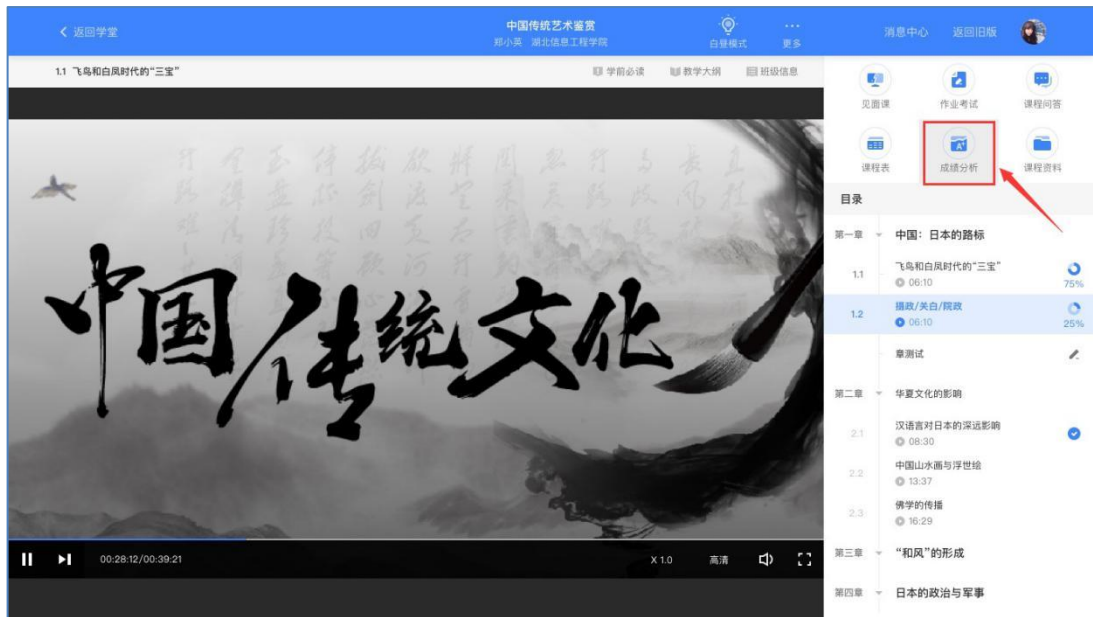 返回学堂
中国传统艺术鉴赏
郑小英 湖北信息工程学院
白昼模式
更多
消息中心
返回旧版
1.1 飞鸟和白凤时代的“三宝”
学前必读
教学大纲
班级信息
见面课
作业考试
课程问答
课程表
成绩分析
课程资料
目录
第一章 中国：日本的路标
1.1 飞鸟和白凤时代的“三宝”
06:10
75%
1.2 摄政/关白/院政
06:10
25%
章测试
第二章 华夏文化的影响
2.1 汉语言对日本的深远影响
08:30
2.2 中国山水画与浮世绘
13:37
2.3 佛学的传播
16:29
第三章 “和风”的形成
第四章 日本的政治与军事
中国传统文化
00:28:12/00:39:21
X 1.0
高清